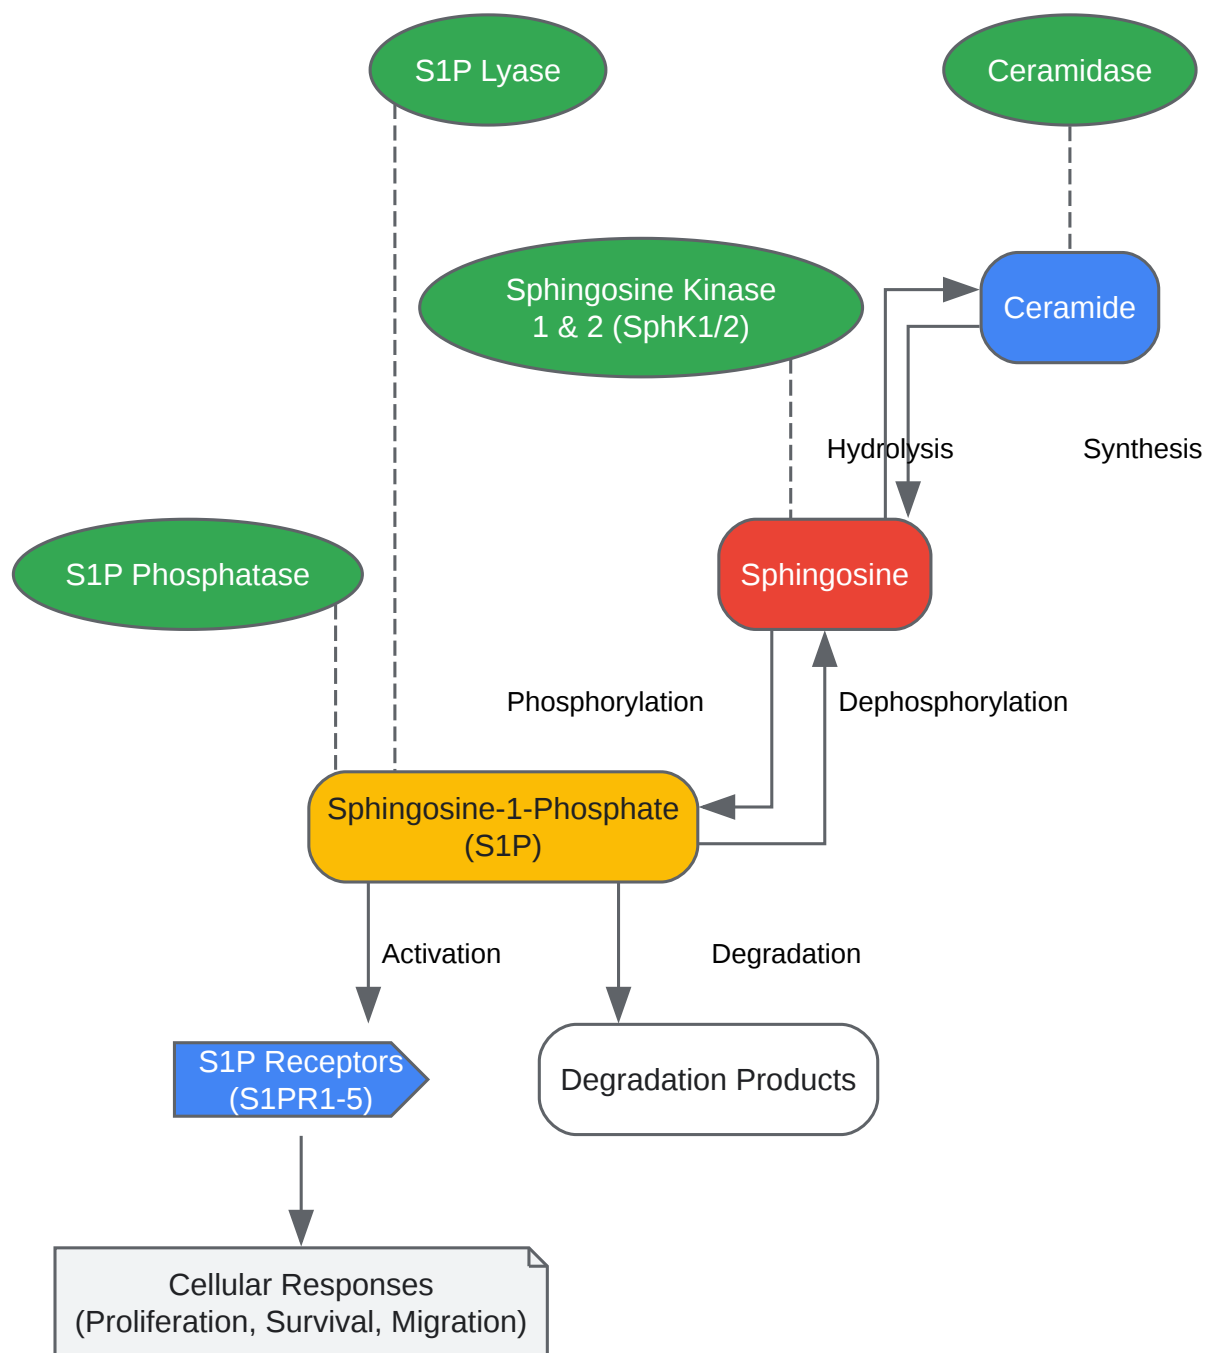 S1P Lyase
Ceramidase
Sphingosine Kinase
1 & 2 (SphK1/2)
Ceramide
Hydrolysis
Synthesis
S1P Phosphatase
Sphingosine
Phosphorylation
Dephosphorylation
Sphingosine-1-Phosphate
(S1P)
Activation
Degradation
S1P Receptors
(S1PR1-5)
Degradation Products
Cellular Responses
(Proliferation, Survival, Migration)